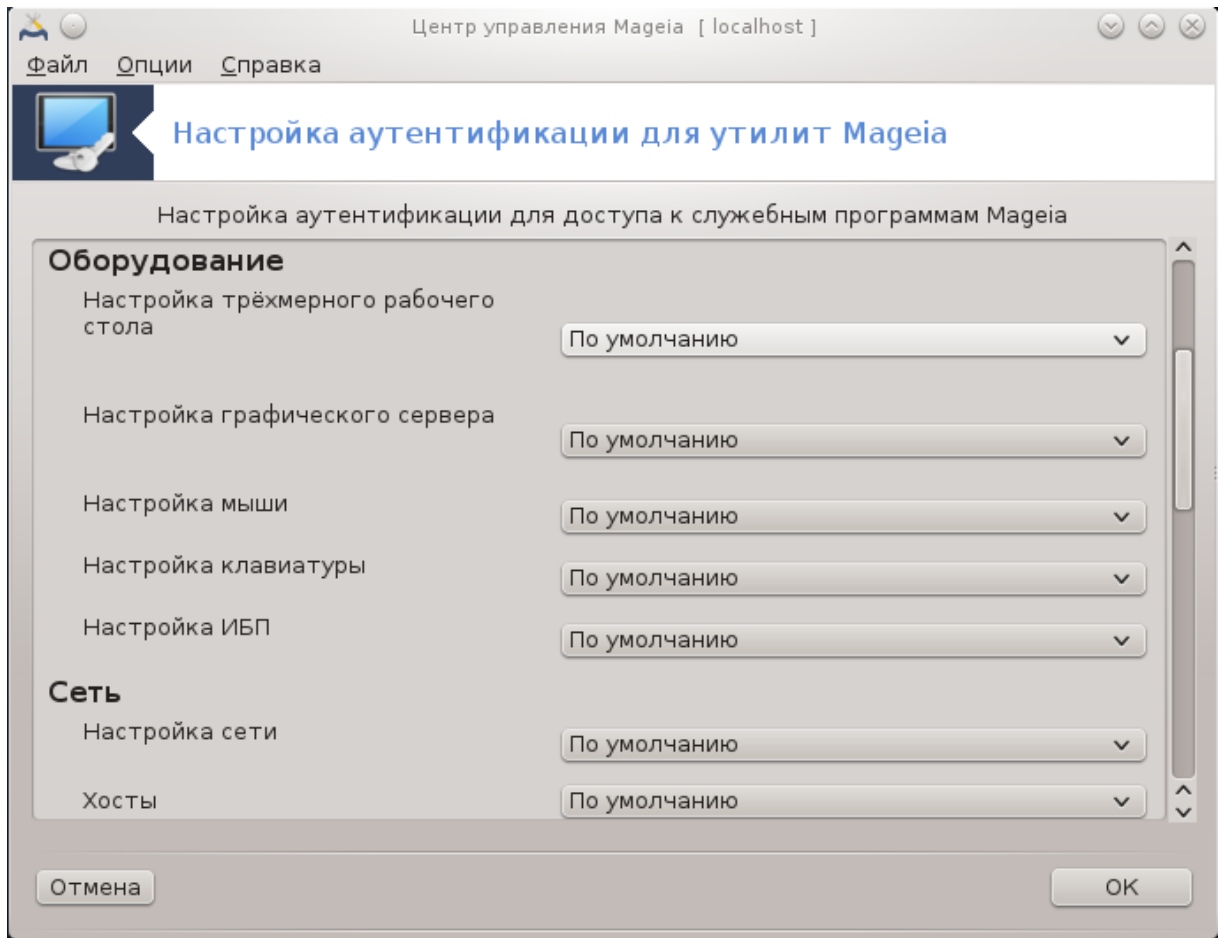 Центр управления Mageia [ localhost ]
Файл Опции Справка
Настройка аутентификации для утилит Mageia
Настройка аутентификации для доступа к служебным программам Mageia
Оборудование
Настройка трёхмерного рабочего
стола
По умолчанию
Настройка графического сервера
По умолчанию
Настройка мыши
По умолчанию
Настройка клавиатуры
По умолчанию
Настройка ИБП
По умолчанию
Сеть
Настройка сети
По умолчанию
Хосты
По умолчанию
Отмена
OK